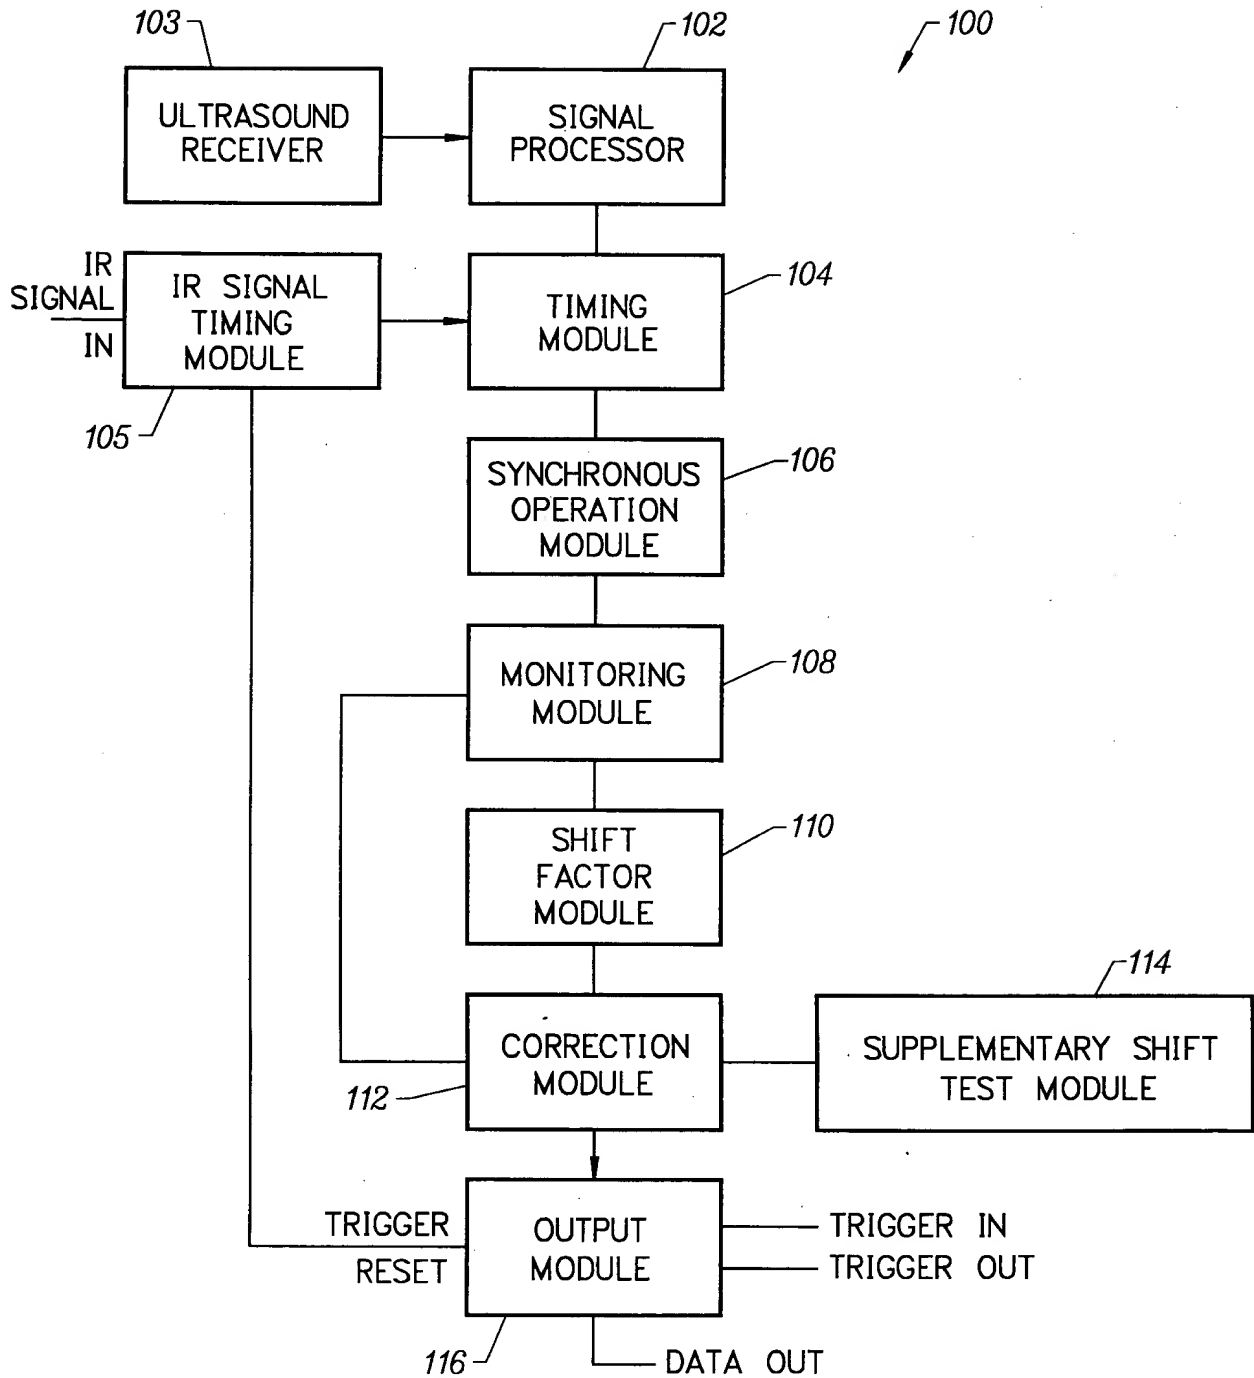 103
102
100
ULTRASOUND
RECEIVER
SIGNAL
PROCESSOR
IR
SIGNAL
IN
IR SIGNAL
TIMING
MODULE
105
TIMING
MODULE
104
SYNCHRONOUS
OPERATION
MODULE
106
MONITORING
MODULE
108
SHIFT
FACTOR
MODULE
110
CORRECTION
MODULE
112
114
SUPPLEMENTARY SHIFT
TEST MODULE
TRIGGER
RESET
OUTPUT
MODULE
TRIGGER IN
TRIGGER OUT
116
DATA OUT